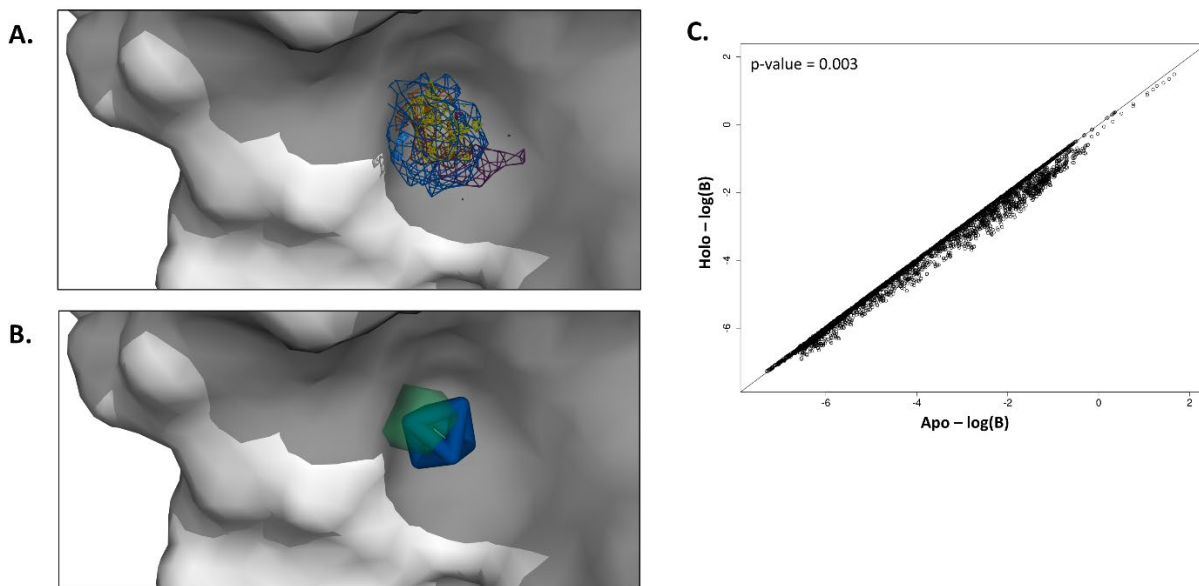 A.
B.
C.
p-value = 0.003
2
0
-2
-4
-6
Holo – log(B)
-6 -4 -2 0 2
Apo – log(B)